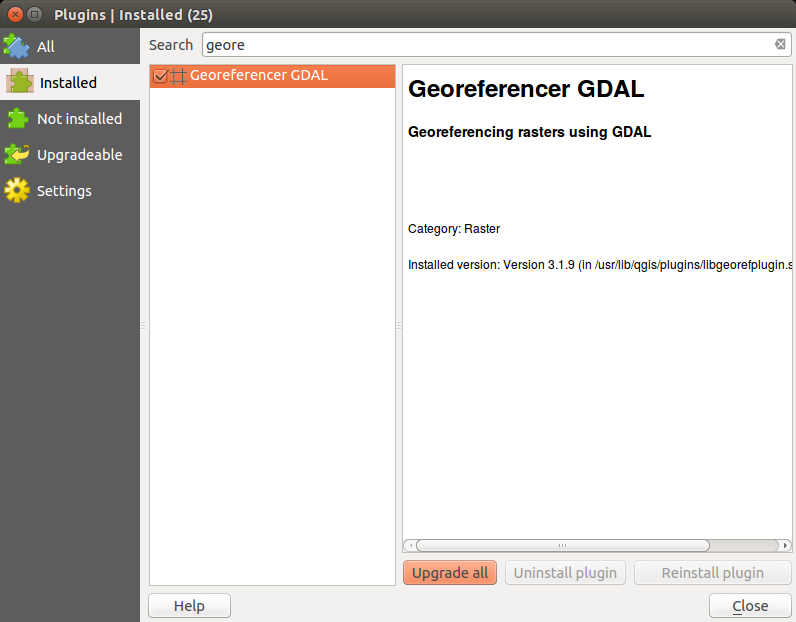 Plugins | Installed (25)
All
Installed
Not installed
Upgradeable
Settings
Search geore
Georeferencer GDAL
Georeferencer GDAL
Georeferencing rasters using GDAL
Category: Raster
Installed version: Version 3.1.9 (in /usr/lib/qgis/plugins/libgeorefplugin.s
Upgrade all Uninstall plugin Reinstall plugin
Help Close